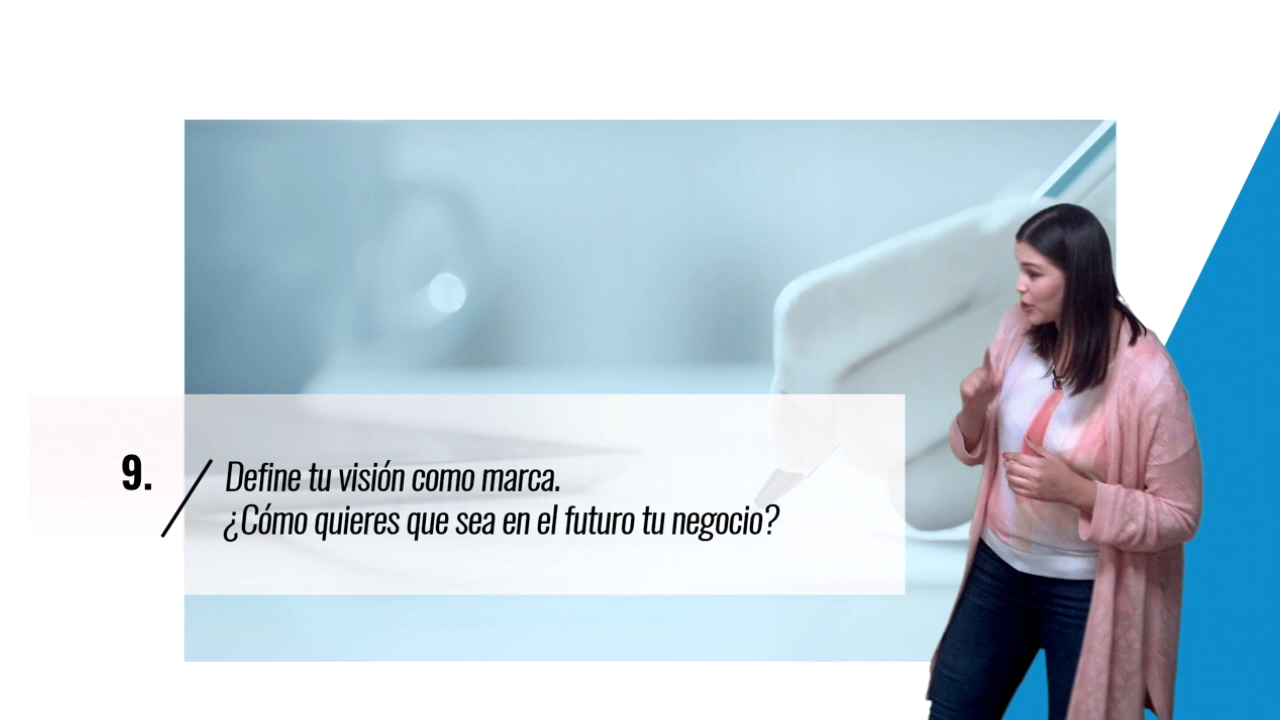 9.
Define tu visión como marca.
¿Cómo quieres que sea en el futuro tu negocio?